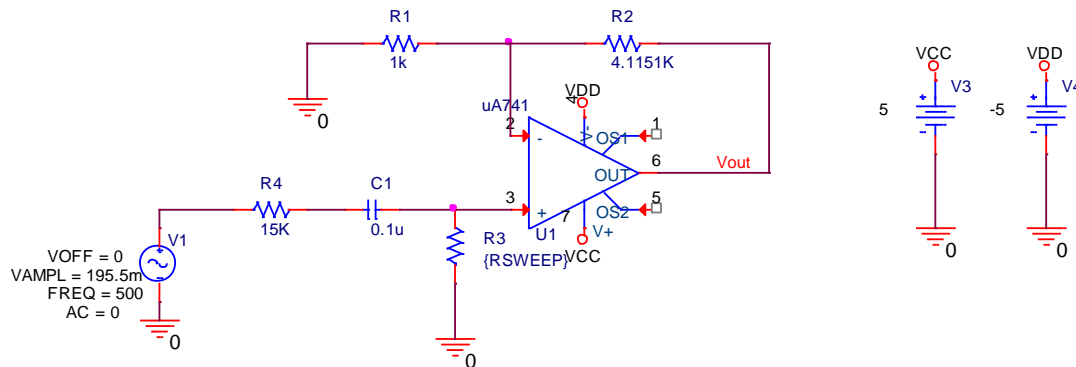 R1
1k
R2
4.1151K
0
uA741
VDD
4
V-
2
-
OS1
1
OUT
6
Vout
3
+
7
OS2
5
U1
V+
VCC
R4
15K
C1
0.1u
R3
{RSWEEP}
0
V1
VOFF = 0
VAMPL = 195.5m
FREQ = 500
AC = 0
0
VCC
V3
5
0
VDD
V4
-5
0